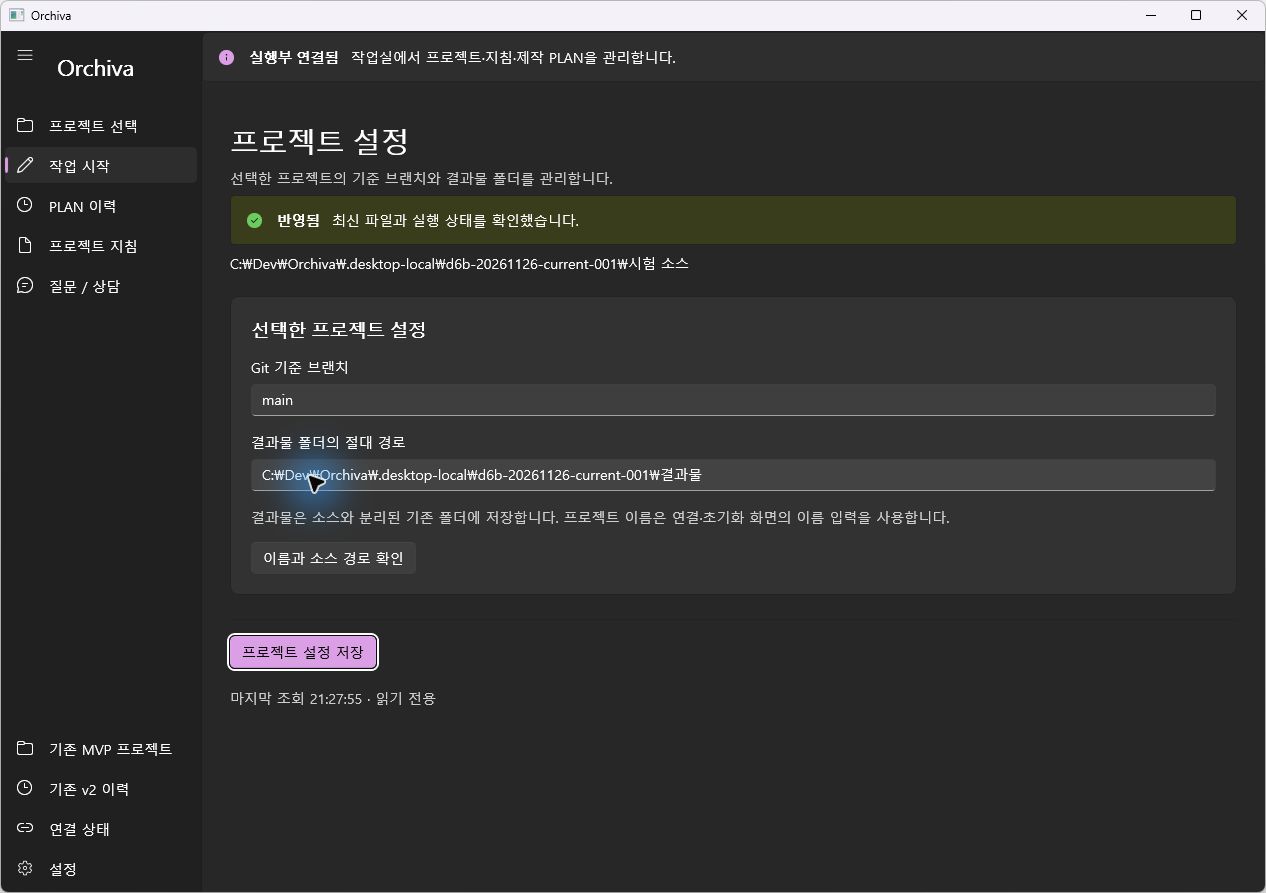 Orchiva
Orchiva
실행부 연결됨 작업실에서 프로젝트·지침·제작 PLAN을 관리합니다.
프로젝트 선택
작업 시작
PLAN 이력
프로젝트 지침
질문 / 상담
프로젝트 설정
선택한 프로젝트의 기준 브랜치와 결과물 폴더를 관리합니다.
반영됨 최신 파일과 실행 상태를 확인했습니다.
C:₩Dev₩Orchiva₩.desktop-local₩d6b-20261126-current-001₩시험 소스
선택한 프로젝트 설정
Git 기준 브랜치
main
결과물 폴더의 절대 경로
C:₩Dev₩Orchiva₩.desktop-local₩d6b-20261126-current-001₩결과물
결과물은 소스와 분리된 기존 폴더에 저장합니다. 프로젝트 이름은 연결·초기화 화면의 이름 입력을 사용합니다.
이름과 소스 경로 확인
프로젝트 설정 저장
마지막 조회 21:27:55 · 읽기 전용
기존 MVP 프로젝트
기존 v2 이력
연결 상태
설정